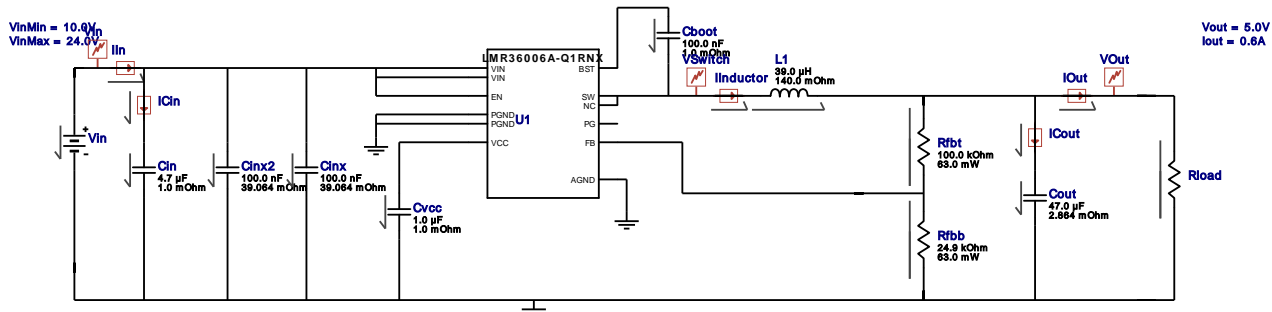 VinMin = 10.0V
VinMax = 24.0V
Vin
Iin
ICin
Vin
Cin
4.7 µF
1.0 mOhm
Cinx2
100.0 nF
39.064 mOhm
Cinx
100.0 nF
39.064 mOhm
Cvcc
1.0 µF
1.0 mOhm
LMR36006A-Q1RNX
VIN
VIN
EN
PGND
PGND
VCC
U1
BST
SW
NC
PG
FB
AGND
Cboot
100.0 nF
1.0 mOhm
VSwitch
IInductor
L1
39.0 µH
140.0 mOhm
Rfbt
100.0 kOhm
63.0 mW
Rfbb
24.9 kOhm
63.0 mW
IOut
VOut
ICout
Cout
47.0 µF
2.864 mOhm
Rload
Vout = 5.0V
Iout = 0.6A